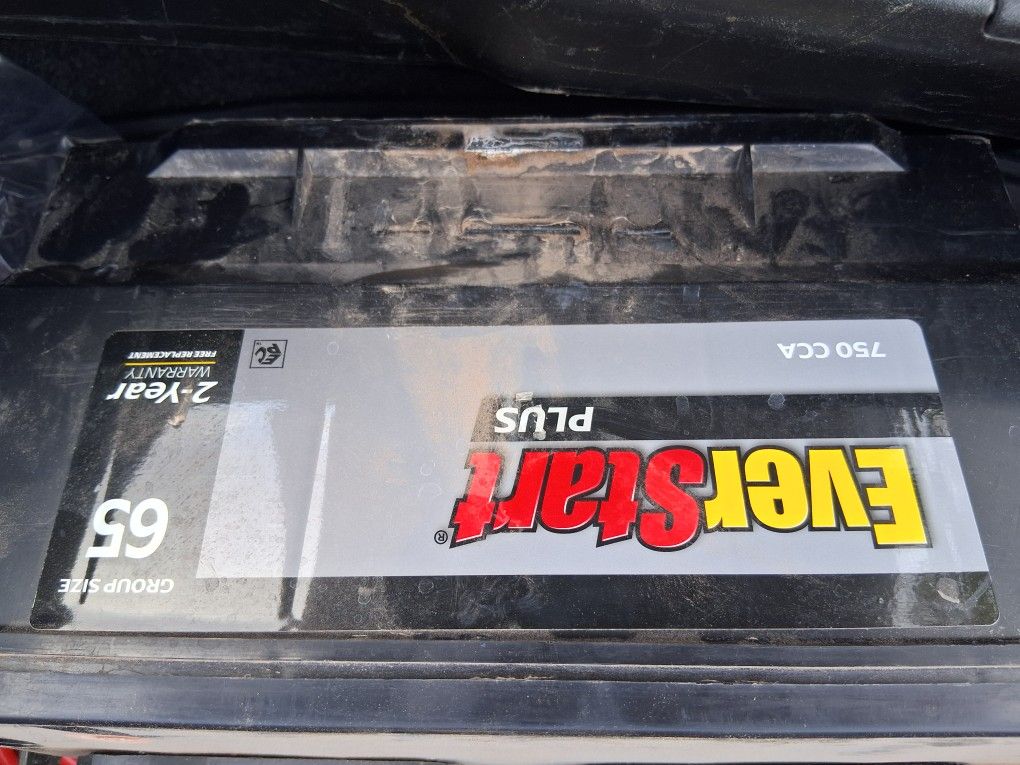 GROUP SIZE
65
EverStart®
PLUS
750 CCA
2-Year
WARRANTY
FREE REPLACEMENT